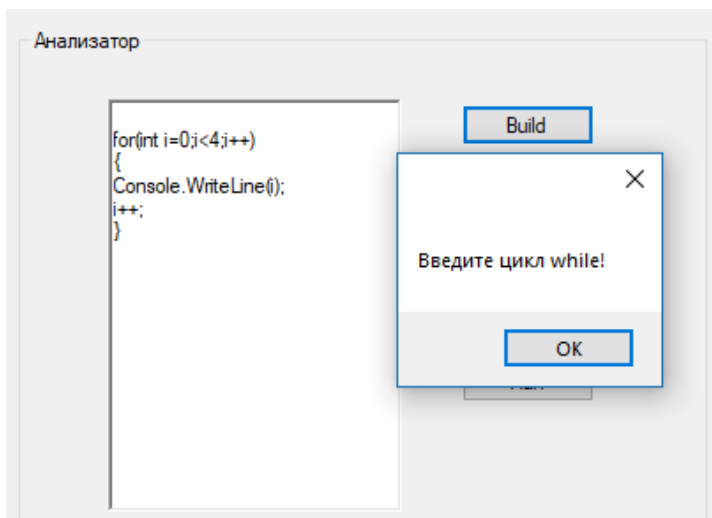 Анализатор
for(int i=0;i<4;i++)
{
Console.WriteLine(i);
i++;
}
Build
Введите цикл while!
OK